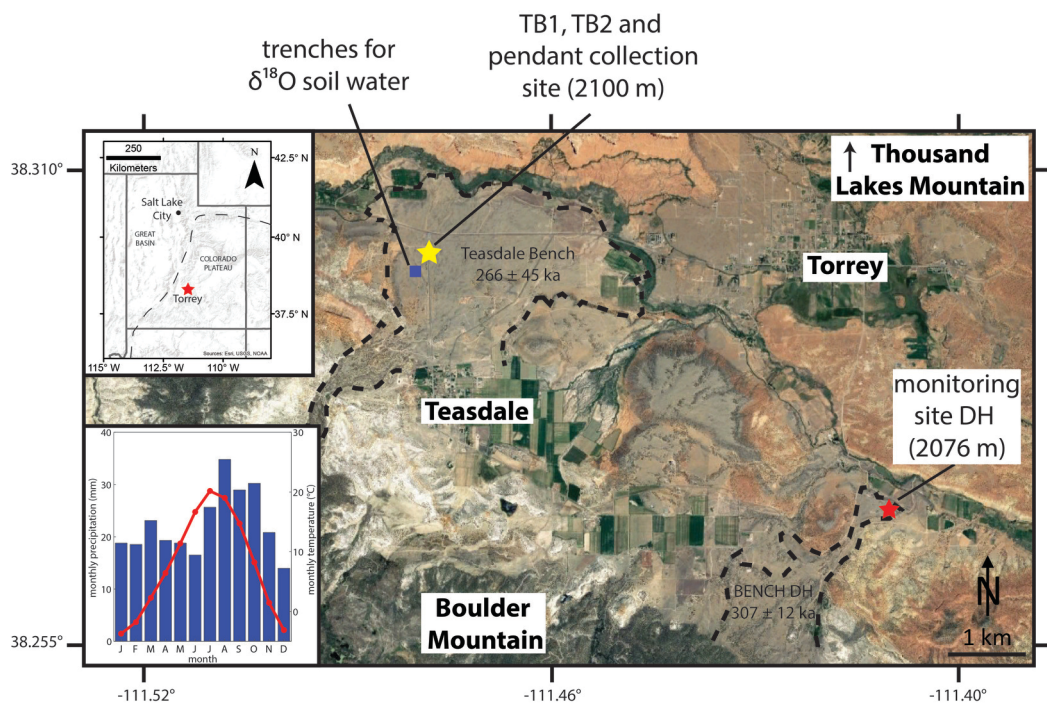 trenches for
δ¹⁸O soil water
TB1, TB2 and
pendant collection
site (2100 m)
38.310°
38.255°
-111.52°
-111.46°
-111.40°
250
Kilometers
N
42.5° N
40° N
37.5° N
115° W
110° W
Salt Lake
City
GREAT
BASIN
COLORADO
PLATEAU
Torrey
Sources: Esri, USGS, NOAA
Teasdale Bench
266 ± 45 ka
↑ Thousand
Lakes Mountain
Torrey
Teasdale
monitoring
site DH
(2076 m)
BENCH DH
307 ± 12 ka
Boulder
Mountain
N
1 km
monthly precipitation (mm)
40
30
20
10
0
monthly temperature (°C)
30
20
10
0
J F M A M J J A S O N D
month